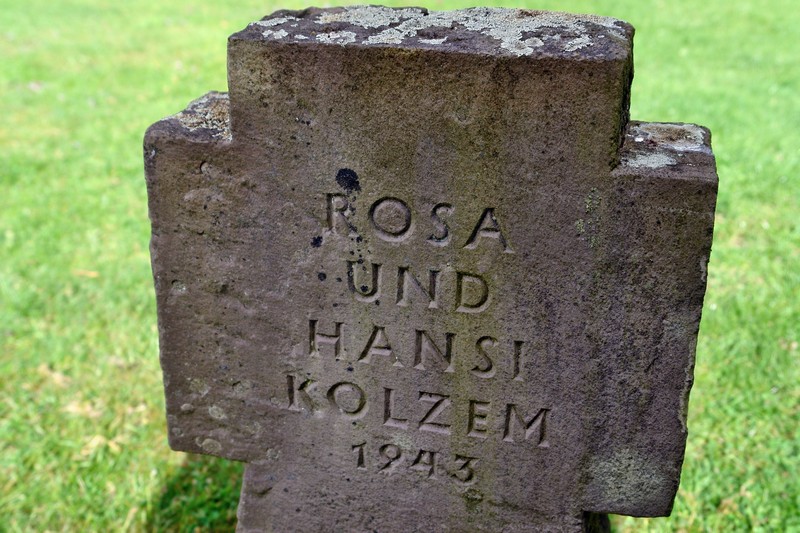 ROSA
UND
HANSI
KOLZEM
1943